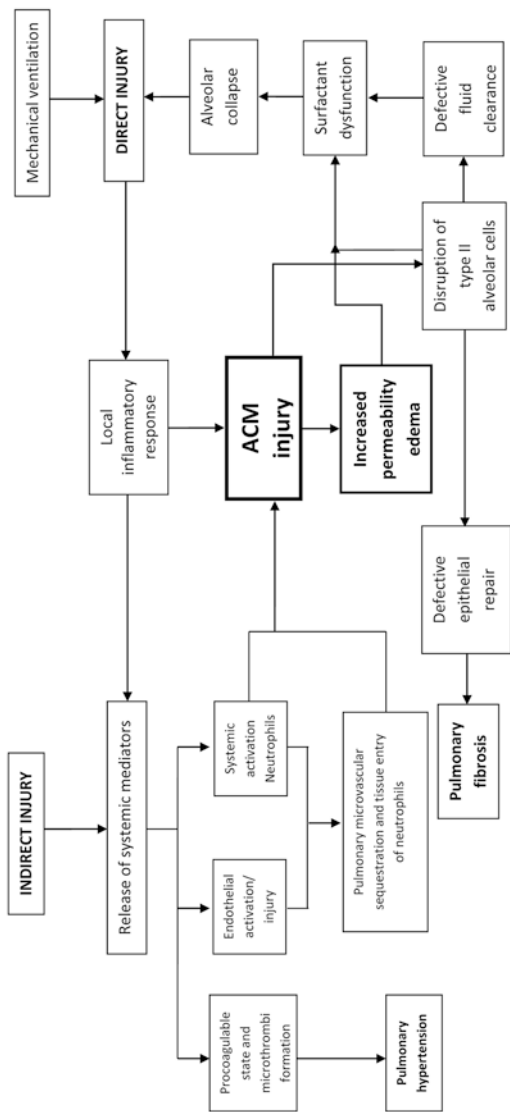 INDIRECT INJURY
Mechanical ventilation
DIRECT INJURY
Release of systemic mediators
Local
inflammatory
response
Alveolar
collapse
Procoagulable
state and
microthrombi
formation
Endothelial
activation/
injury
Systemic
activation
Neutrophils
ACM
injury
Surfactant
dysfunction
Pulmonary
hypertension
Pulmonary microvascular
sequestration and tissue entry
of neutrophils
Increased
permeability
edema
Defective
epithelial
repair
Disruption of
type II
alveolar cells
Defective
fluid
clearance
Pulmonary
fibrosis